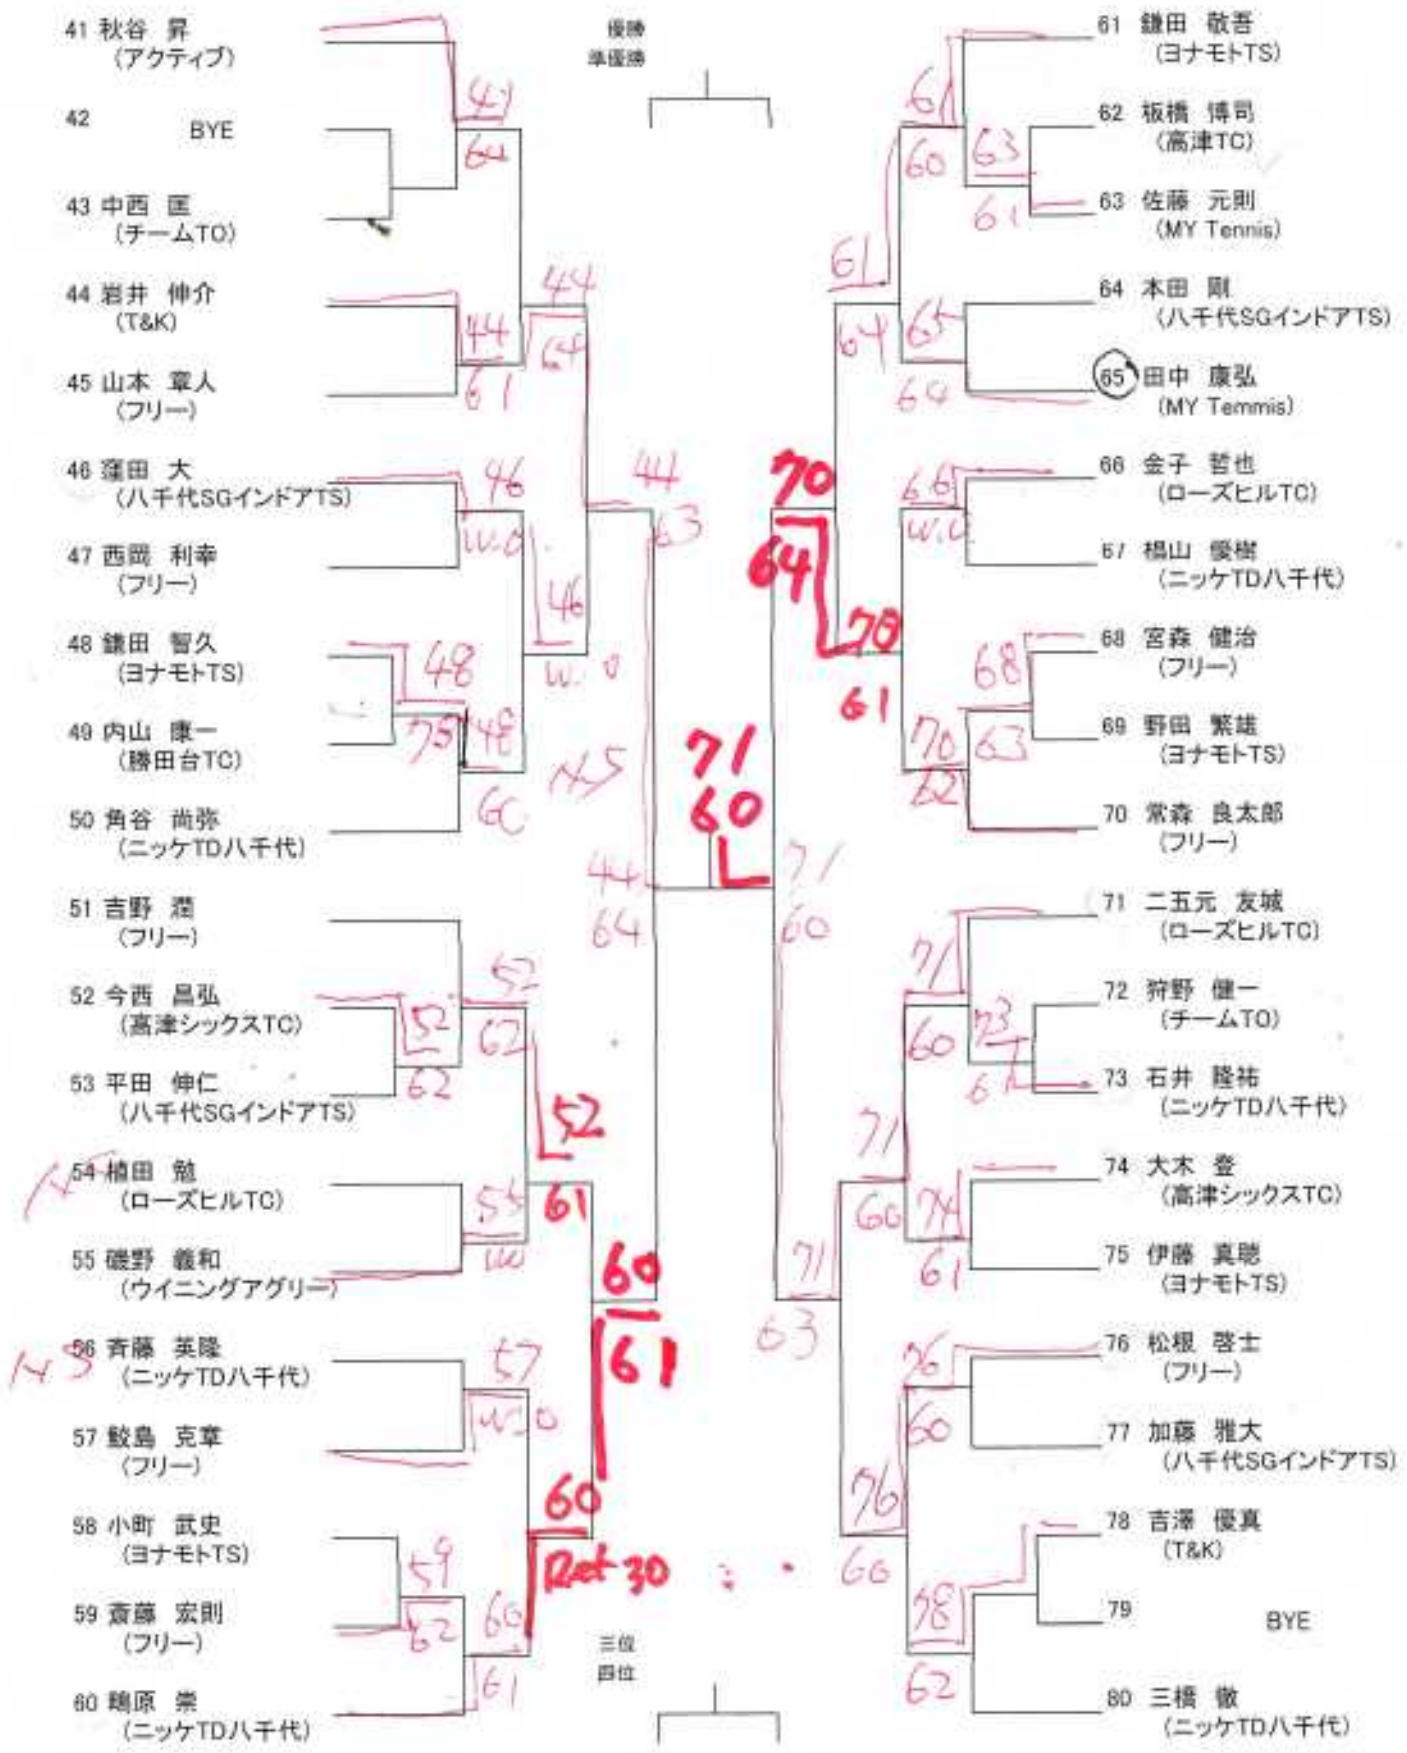 優勝
準優勝
41 秋谷 昇
(アクティブ)
42 BYE
43 中西 匡
(チームTO)
44 岩井 伸介
(T&K)
45 山本 章人
(フリー)
46 窪田 大
(八千代SGインドアTS)
47 西岡 利幸
(フリー)
48 鎌田 智久
(ヨナモトTS)
49 内山 康一
(勝田台TC)
50 角谷 尚弥
(ニッケTD八千代)
51 吉野 潤
(フリー)
52 今西 昌弘
(高津シックスTC)
53 平田 伸仁
(八千代SGインドアTS)
54 植田 勉
(ローズヒルTC)
55 磯野 義和
(ウイニングアグリー)
56 斉藤 英隆
(ニッケTD八千代)
57 鮫島 克章
(フリー)
58 小町 武史
(ヨナモトTS)
59 斎藤 宏則
(フリー)
60 鵙原 崇
(ニッケTD八千代)
41
64
44
61
44
64
46
W.O
46
W.O
48
75
48
60
NS
44
63
44
64
52
62
52
62
52
61
55
WO
57
W.O
59
62
60
61
60
Ret 30
60
61
71
60
三位
四位
61 鎌田 敬吾
(ヨナモトTS)
62 板橋 博司
(高津TC)
63 佐藤 元則
(MY Tennis)
64 本田 剛
(八千代SGインドアTS)
65 田中 康弘
(MY Temmis)
66 金子 哲也
(ローズヒルTC)
67 椙山 優樹
(ニッケTD八千代)
68 宮森 健治
(フリー)
69 野田 繁雄
(ヨナモトTS)
70 常森 良太郎
(フリー)
71 二五元 友城
(ローズヒルTC)
72 狩野 健一
(チームTO)
73 石井 隆祐
(ニッケTD八千代)
74 大木 登
(高津シックスTC)
75 伊藤 真聡
(ヨナモトTS)
76 松根 啓士
(フリー)
77 加藤 雅大
(八千代SGインドアTS)
78 吉澤 優真
(T&K)
79 BYE
80 三橋 徹
(ニッケTD八千代)
61
60
63
61
61
64
65
64
66
W.O
68
63
70
62
70
61
70
64
71
60
71
60
73
61
71
60
74
61
71
63
76
60
76
60
78
62